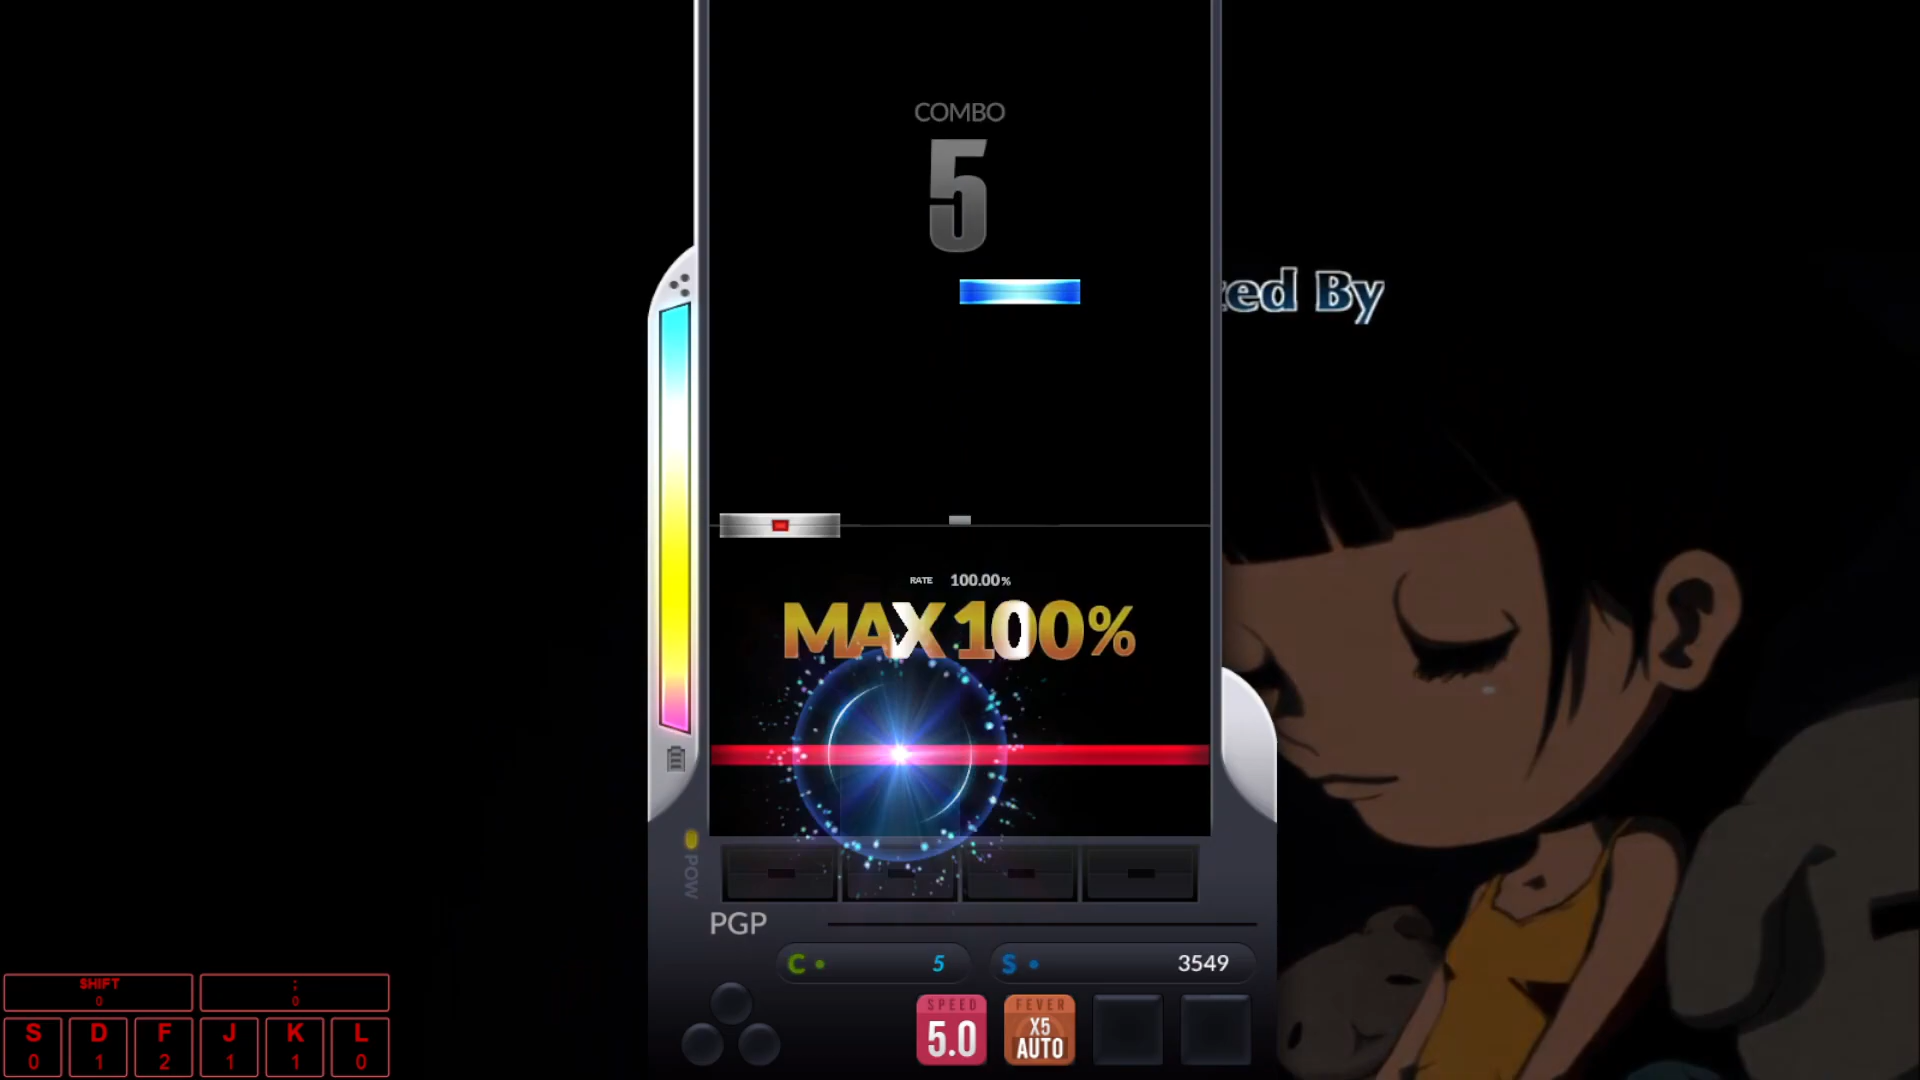 COMBO
5
ed By
RATE 100.00%
MAX 100%
POW
PGP
C 5 S 3549
SPEED
5.0
FEVER
X5
AUTO
SHIFT
0
;
0
S D F J K L
0 1 2 1 1 0